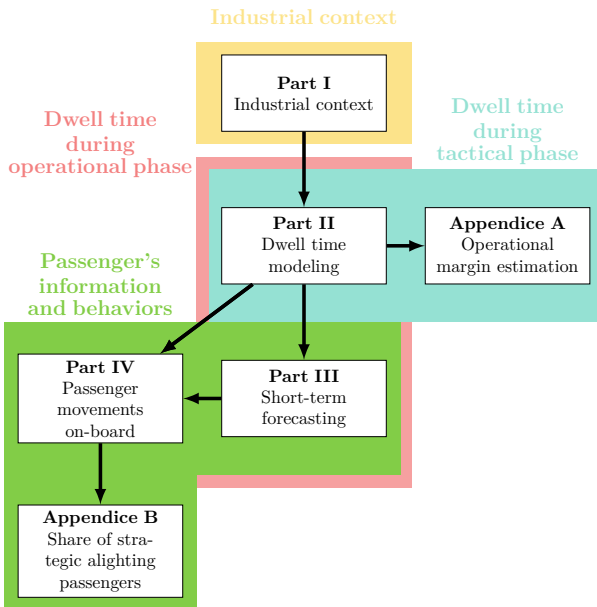 Industrial context
Part I
Industrial context
Dwell time
during
operational phase
Dwell time
during
tactical phase
Part II
Dwell time
modeling
Appendice A
Operational
margin estimation
Passenger's
information
and behaviors
Part IV
Passenger
movements
on-board
Part III
Short-term
forecasting
Appendice B
Share of stra-
tegic alighting
passengers